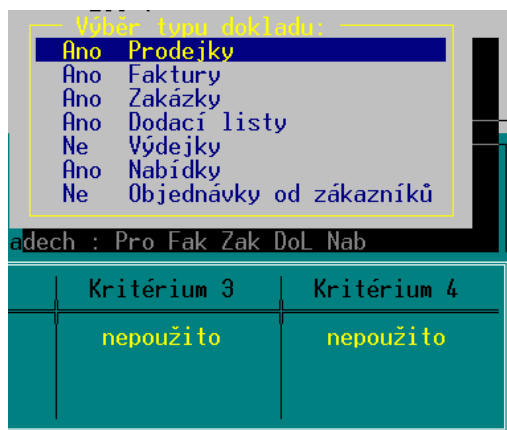 Výběr typu dokladu:
Ano Prodejky
Ano Faktury
Ano Zakázky
Ano Dodací listy
Ne Výdejky
Ano Nabídky
Ne Objednávky od zákazníků
adech : Pro Fak Zak DoL Nab
Kritérium 3 Kritérium 4
nepoužito nepoužito